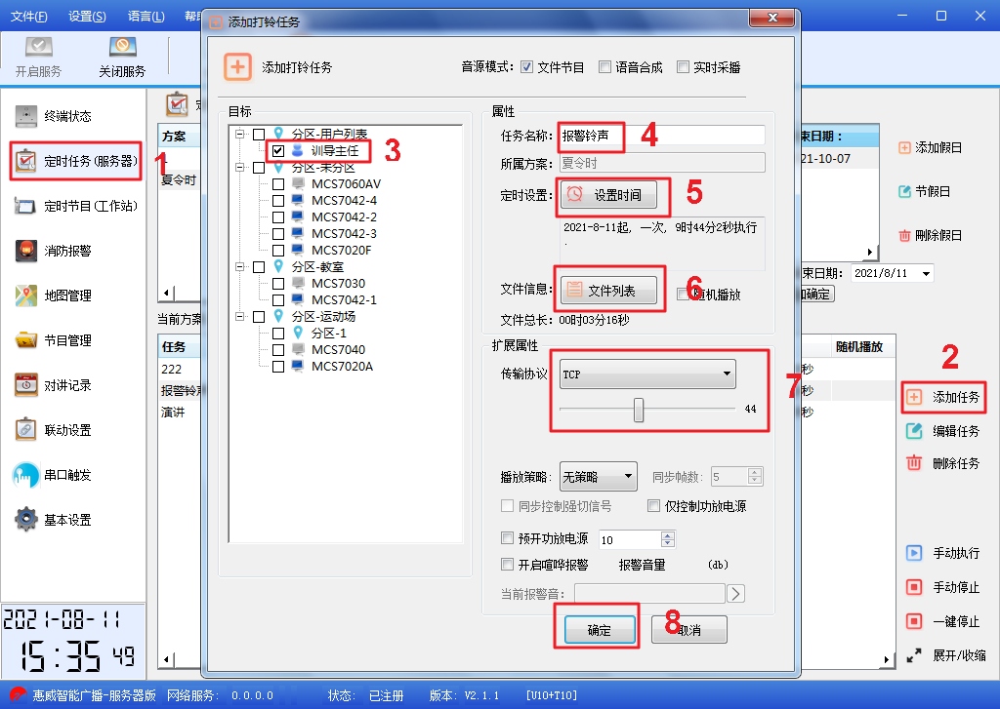 文件(F) 设置(S) 语言(L)
添加打铃任务
开启服务 关闭服务
终端状态
1
定时任务(服务器)
定时节目(工作站)
消防报警
地图管理
节目管理
对讲记录
联动设置
串口触发
基本设置
2021-08-11
15:35 49
方案
夏令时
当前方案
任务
222
报警铃声
演讲
添加打铃任务
音源模式: 文件节目 语音合成 实时采播
目标
分区-用户列表
训导主任
3
分区-未分区
MCS7060AV
MCS7042-4
MCS7042-2
MCS7042-3
MCS7020F
分区-教室
MCS7030
MCS7042-1
分区-运动场
分区-1
MCS7040
MCS7020A
属性
任务名称: 报警铃声
4
所属方案: 夏令时
定时设置: 设置时间
5
2021-8-11起, 一次, 9时44分2秒执行
.
文件信息: 文件列表
6
随机播放
文件总长: 00时03分16秒
扩展属性
传输协议 TCP
7
44
播放策略: 无策略 同步帧数: 5
同步控制强切信号 仅控制功放电源
预开功放电源 10
开启喧哗报警 报警音量 (db)
当前报警音:
确定
8
取消
束日期:
21-10-07
添加假日
节假日
删除假日
束日期: 2021/8/11
确定
随机播放
秒
秒
秒
2
添加任务
编辑任务
删除任务
手动执行
手动停止
一键停止
展开/收缩
惠威智能广播-服务器版 网络服务: 0.0.0.0 状态: 已注册 版本: V2.1.1 [U10+T10]